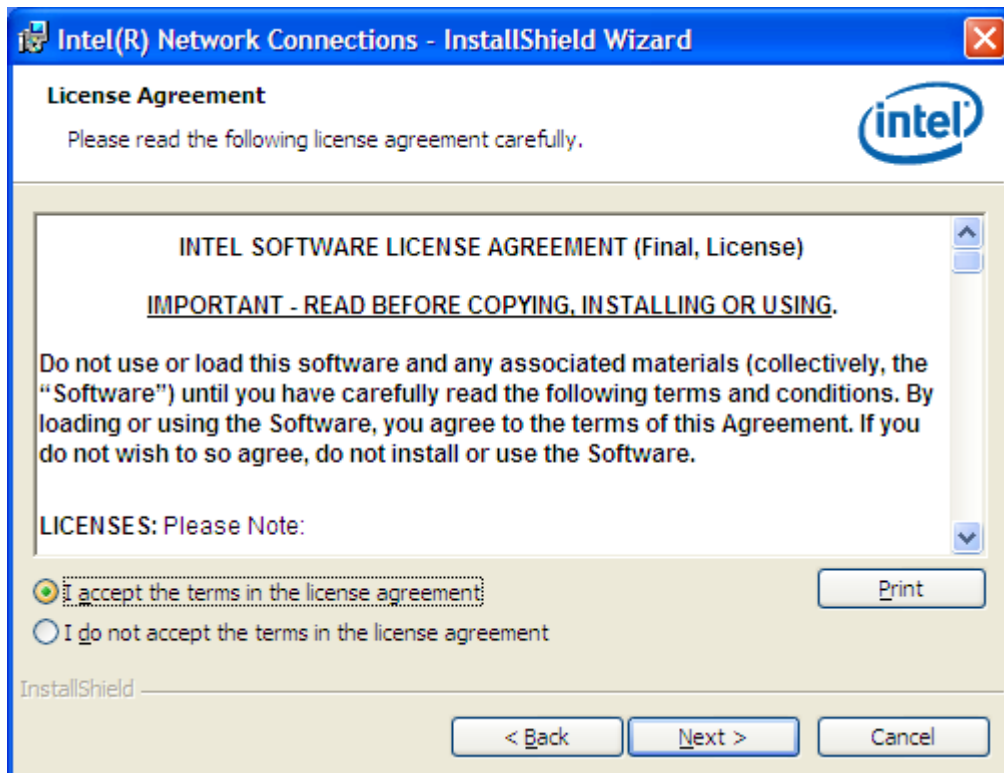 Intel(R) Network Connections - InstallShield Wizard
License Agreement
Please read the following license agreement carefully.
intel
INTEL SOFTWARE LICENSE AGREEMENT (Final, License)
IMPORTANT - READ BEFORE COPYING, INSTALLING OR USING.
Do not use or load this software and any associated materials (collectively, the
“Software”) until you have carefully read the following terms and conditions. By
loading or using the Software, you agree to the terms of this Agreement. If you
do not wish to so agree, do not install or use the Software.
LICENSES: Please Note:
I accept the terms in the license agreement
Print
I do not accept the terms in the license agreement
InstallShield
< Back
Next >
Cancel